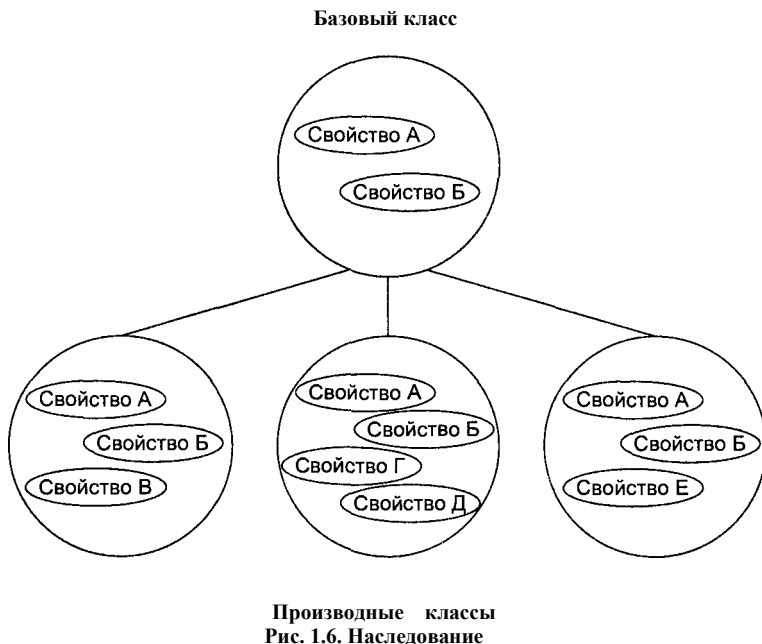 Базовый класс
Свойство А
Свойство Б
Свойство А
Свойство Б
Свойство В
Свойство А
Свойство Б
Свойство Г
Свойство Д
Свойство А
Свойство Б
Свойство Е
Производные классы
Рис. 1.6. Наследование